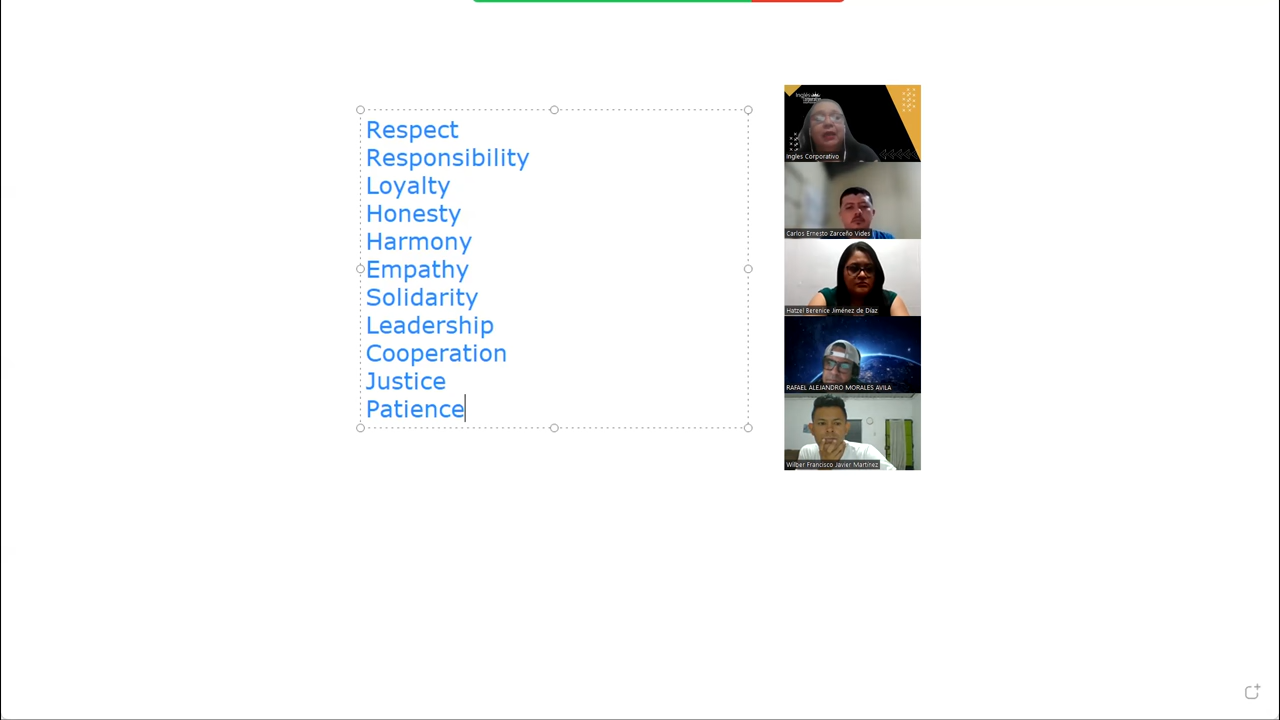 Respect
Responsibility
Loyalty
Honesty
Harmony
Empathy
Solidarity
Leadership
Cooperation
Justice
Patience
Inglés
Ingles Corporativo
Carlos Ernesto Zarceño Vides
Hatzel Berenice Jiménez de Díaz
RAFAEL ALEJANDRO MORALES AVILA
Wilber Francisco Javier Martinez